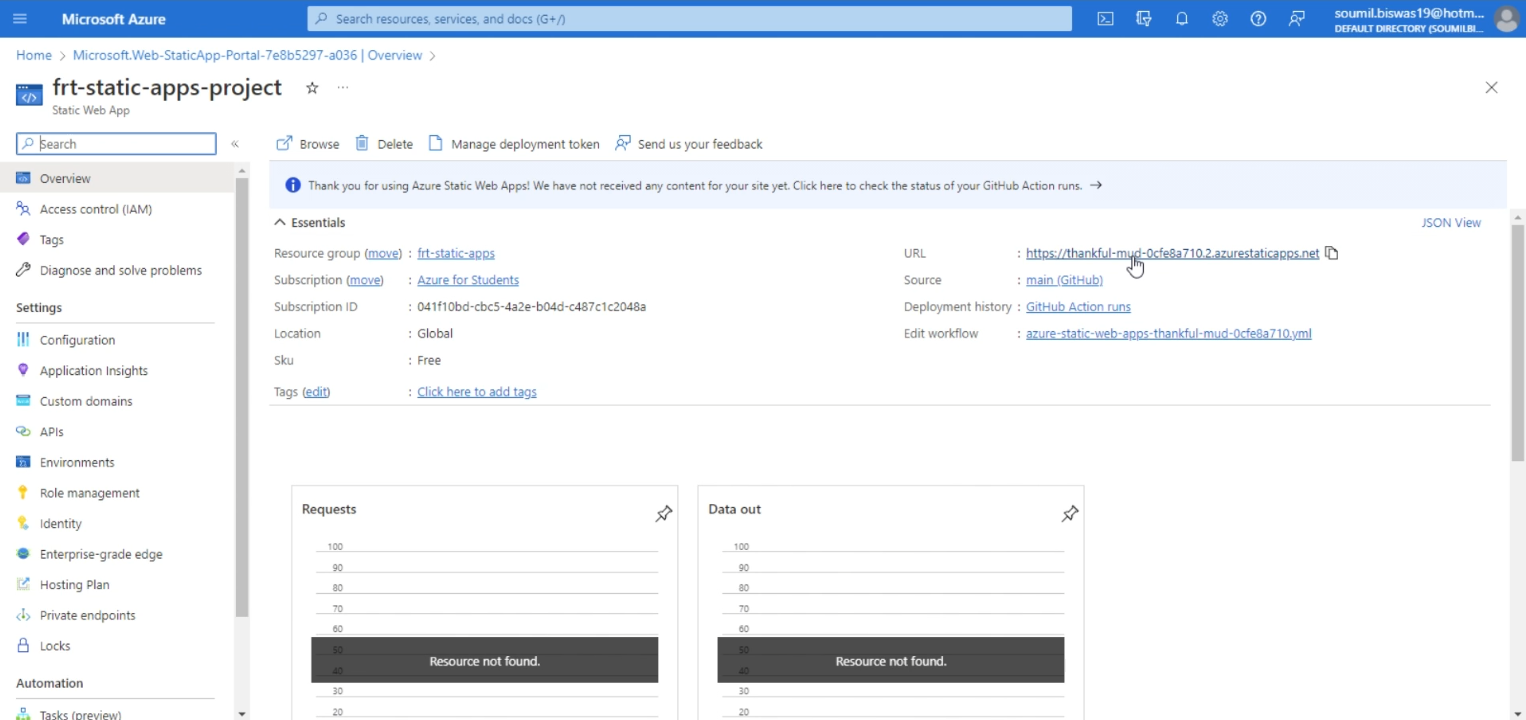 Microsoft Azure
Search resources, services, and docs (G+/)
soumil.biswas19@hotm...
DEFAULT DIRECTORY (SOUMILBI...
Home > Microsoft.Web-StaticApp-Portal-7e8b5297-a036 | Overview >
frt-static-apps-project
Static Web App
Search
Browse
Delete
Manage deployment token
Send us your feedback
Overview
Access control (IAM)
Tags
Diagnose and solve problems
Settings
Configuration
Application Insights
Custom domains
APIs
Environments
Role management
Identity
Enterprise-grade edge
Hosting Plan
Private endpoints
Locks
Automation
Tasks (preview)
Thank you for using Azure Static Web Apps! We have not received any content for your site yet. Click here to check the status of your GitHub Action runs. →
Essentials
JSON View
Resource group (move) : frt-static-apps
Subscription (move) : Azure for Students
Subscription ID : 041f10bd-cbc5-4a2e-b04d-c487c1c2048a
Location : Global
Sku : Free
Tags (edit) : Click here to add tags
URL : https://thankful-mud-0cfe8a710.2.azurestaticapps.net
Source : main (GitHub)
Deployment history : GitHub Action runs
Edit workflow : azure-static-web-apps-thankful-mud-0cfe8a710.yml
Requests
100
90
80
70
60
50
Resource not found.
40
30
20
Data out
100
90
80
70
60
50
Resource not found.
40
30
20